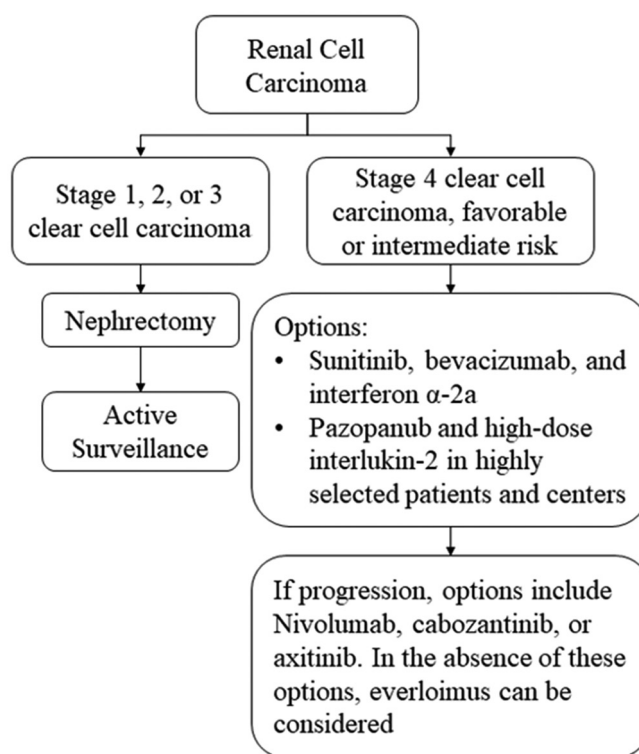 Renal Cell
Carcinoma
Stage 1, 2, or 3
clear cell carcinoma
Stage 4 clear cell
carcinoma, favorable
or intermediate risk
Nephrectomy
Active
Surveillance
Options:
• Sunitinib, bevacizumab, and
interferon α-2a
• Pazopanub and high-dose
interlukin-2 in highly
selected patients and centers
If progression, options include
Nivolumab, cabozantinib, or
axitinib. In the absence of these
options, everloimus can be
considered